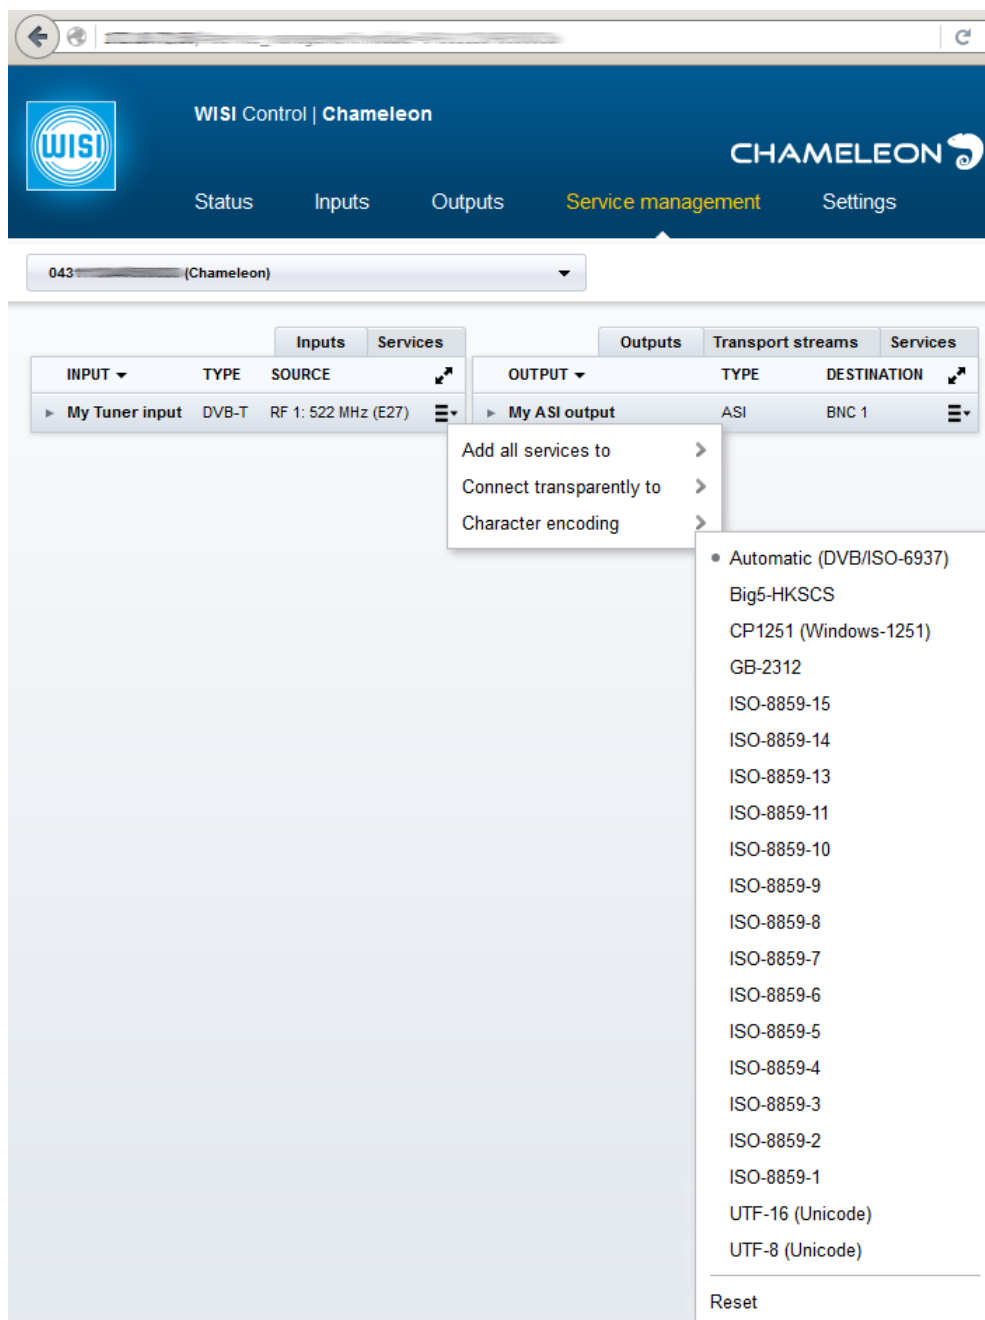 WISI Control | Chameleon
WISI
CHAMELEON
Status Inputs Outputs Service management Settings
043 (Chameleon)
Inputs Services
Outputs Transport streams Services
INPUT TYPE SOURCE
OUTPUT TYPE DESTINATION
My Tuner input DVB-T RF 1: 522 MHz (E27)
My ASI output ASI BNC 1
Add all services to
Connect transparently to
Character encoding
Automatic (DVB/ISO-6937)
Big5-HKSCS
CP1251 (Windows-1251)
GB-2312
ISO-8859-15
ISO-8859-14
ISO-8859-13
ISO-8859-11
ISO-8859-10
ISO-8859-9
ISO-8859-8
ISO-8859-7
ISO-8859-6
ISO-8859-5
ISO-8859-4
ISO-8859-3
ISO-8859-2
ISO-8859-1
UTF-16 (Unicode)
UTF-8 (Unicode)
Reset